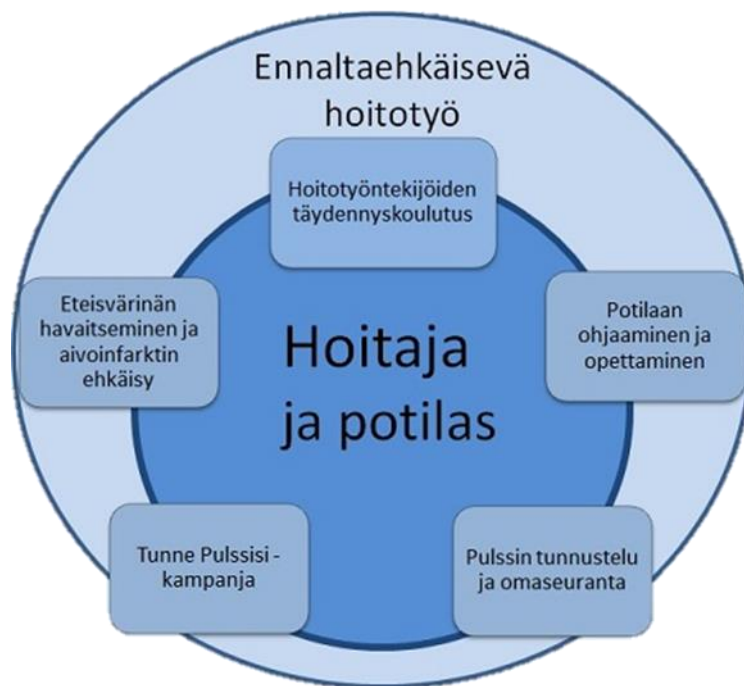 Ennaltaehkäisevä
hoitotyö
Hoitotyöntekijöiden
täydennyskoulutus
Eteisvärinän
havaitseminen ja
aivoinfarktin
ehkäisy
Potilaan
ohjaaminen ja
opettaminen
Hoitaja
ja potilas
Tunne Pulssisi -
kampanja
Pulssin tunnustelu
ja omaseuranta